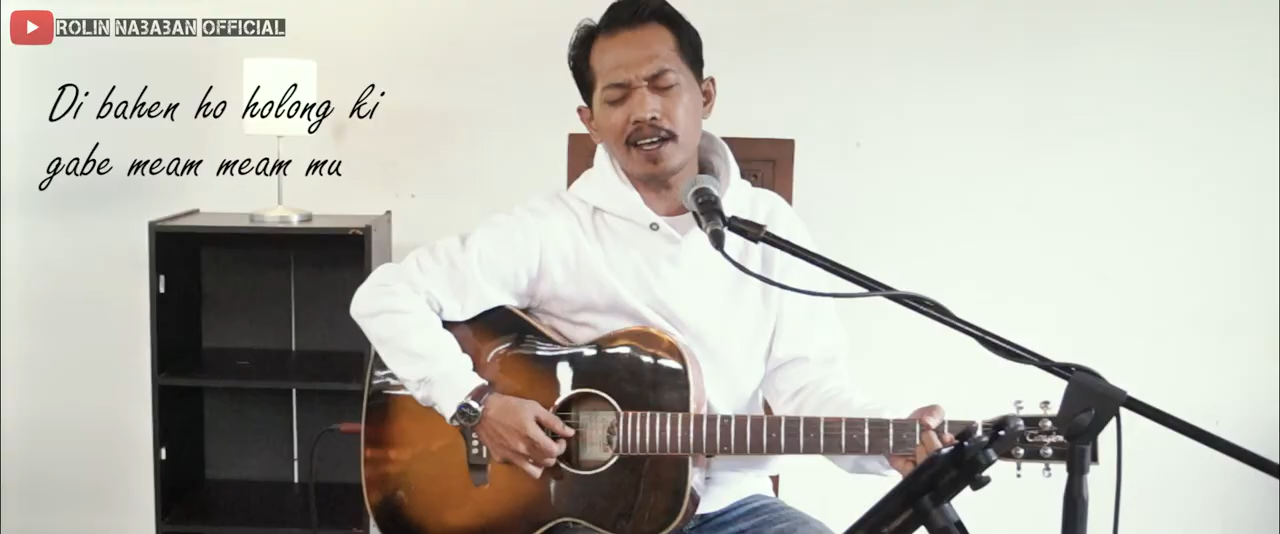 ROLIN NABABAN OFFICIAL
Di bahen ho holong ki
gabe meam meam mu